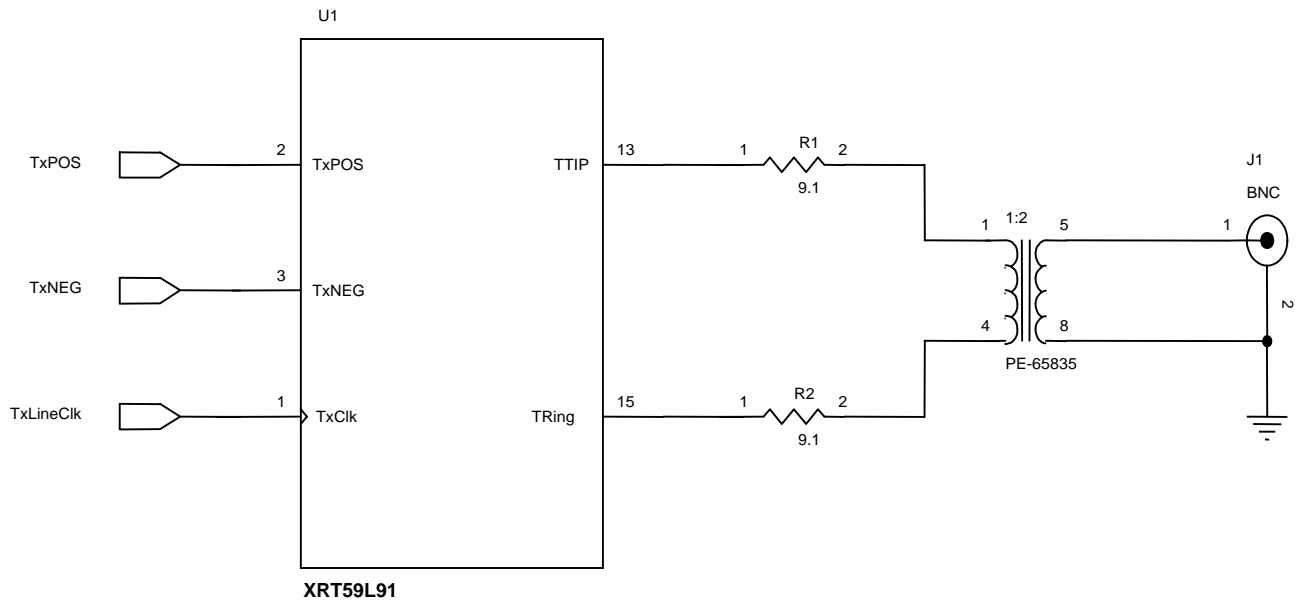 U1
TxPOS
2
TxPOS
TTIP
13
1
R1
2
9.1
J1
BNC
1
1:2
5
1
TxNEG
3
TxNEG
4
8
2
PE-65835
TxLineClk
1
TxClk
TRing
15
1
R2
2
9.1
XRT59L91